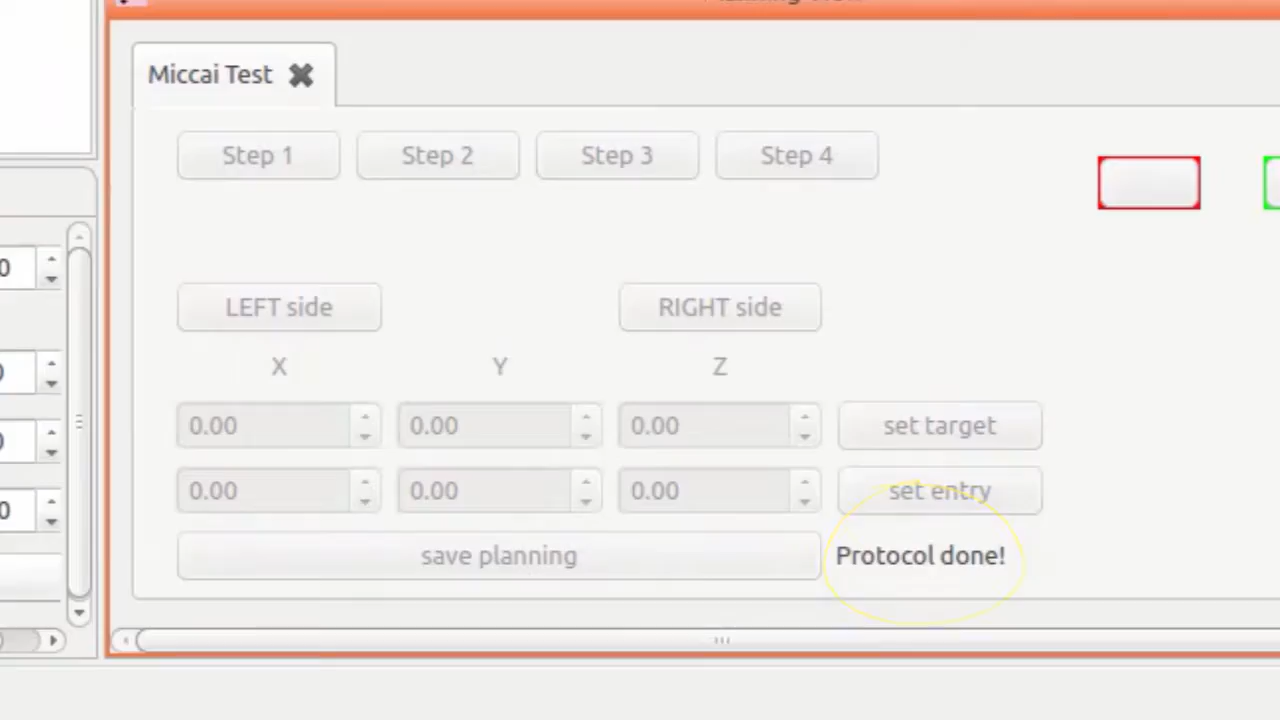 Miccai Test
Step 1 Step 2 Step 3 Step 4
LEFT side RIGHT side
X Y Z
0.00 0.00 0.00 set target
0.00 0.00 0.00 set entry
save planning Protocol done!